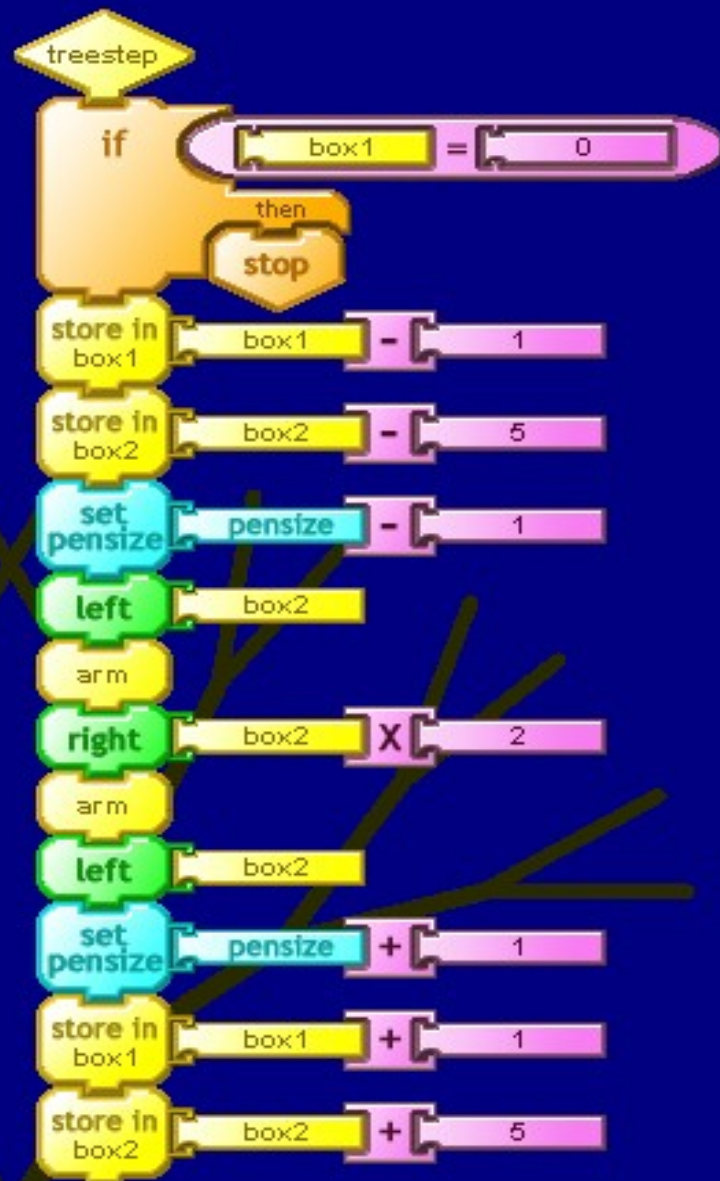 treestep
if box1 = 0
then
stop
store in
box1 box1 - 1
store in
box2 box2 - 5
set
pensize pensize - 1
left box2
arm
right box2 X 2
arm
left box2
set
pensize pensize + 1
store in
box1 box1 + 1
store in
box2 box2 + 5